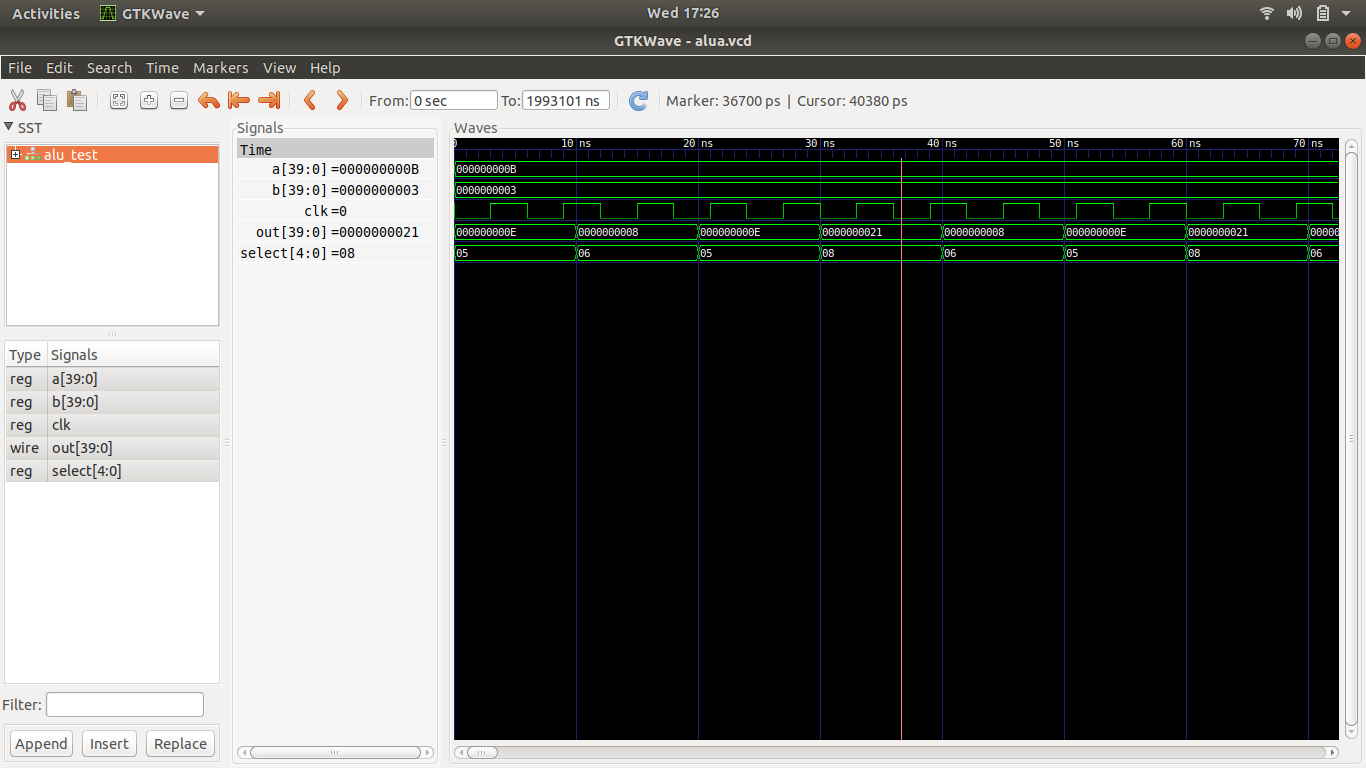 Activities GTKWave Wed 17:26
GTKWave - alua.vcd
File Edit Search Time Markers View Help
From: 0 sec To: 1993101 ns Marker: 36700 ps | Cursor: 40380 ps
SST
alu_test
Type Signals
reg a[39:0]
reg b[39:0]
reg clk
wire out[39:0]
reg select[4:0]
Filter:
Append Insert Replace
Signals
Time
a[39:0] =000000000B
b[39:0] =0000000003
clk =0
out[39:0] =0000000021
select[4:0] =08
Waves
0 10 ns 20 ns 30 ns 40 ns 50 ns 60 ns 70 ns
000000000B
0000000003
000000000E 0000000008 000000000E 0000000021 0000000008 000000000E 0000000021 00000
05 06 05 08 06 05 08 06